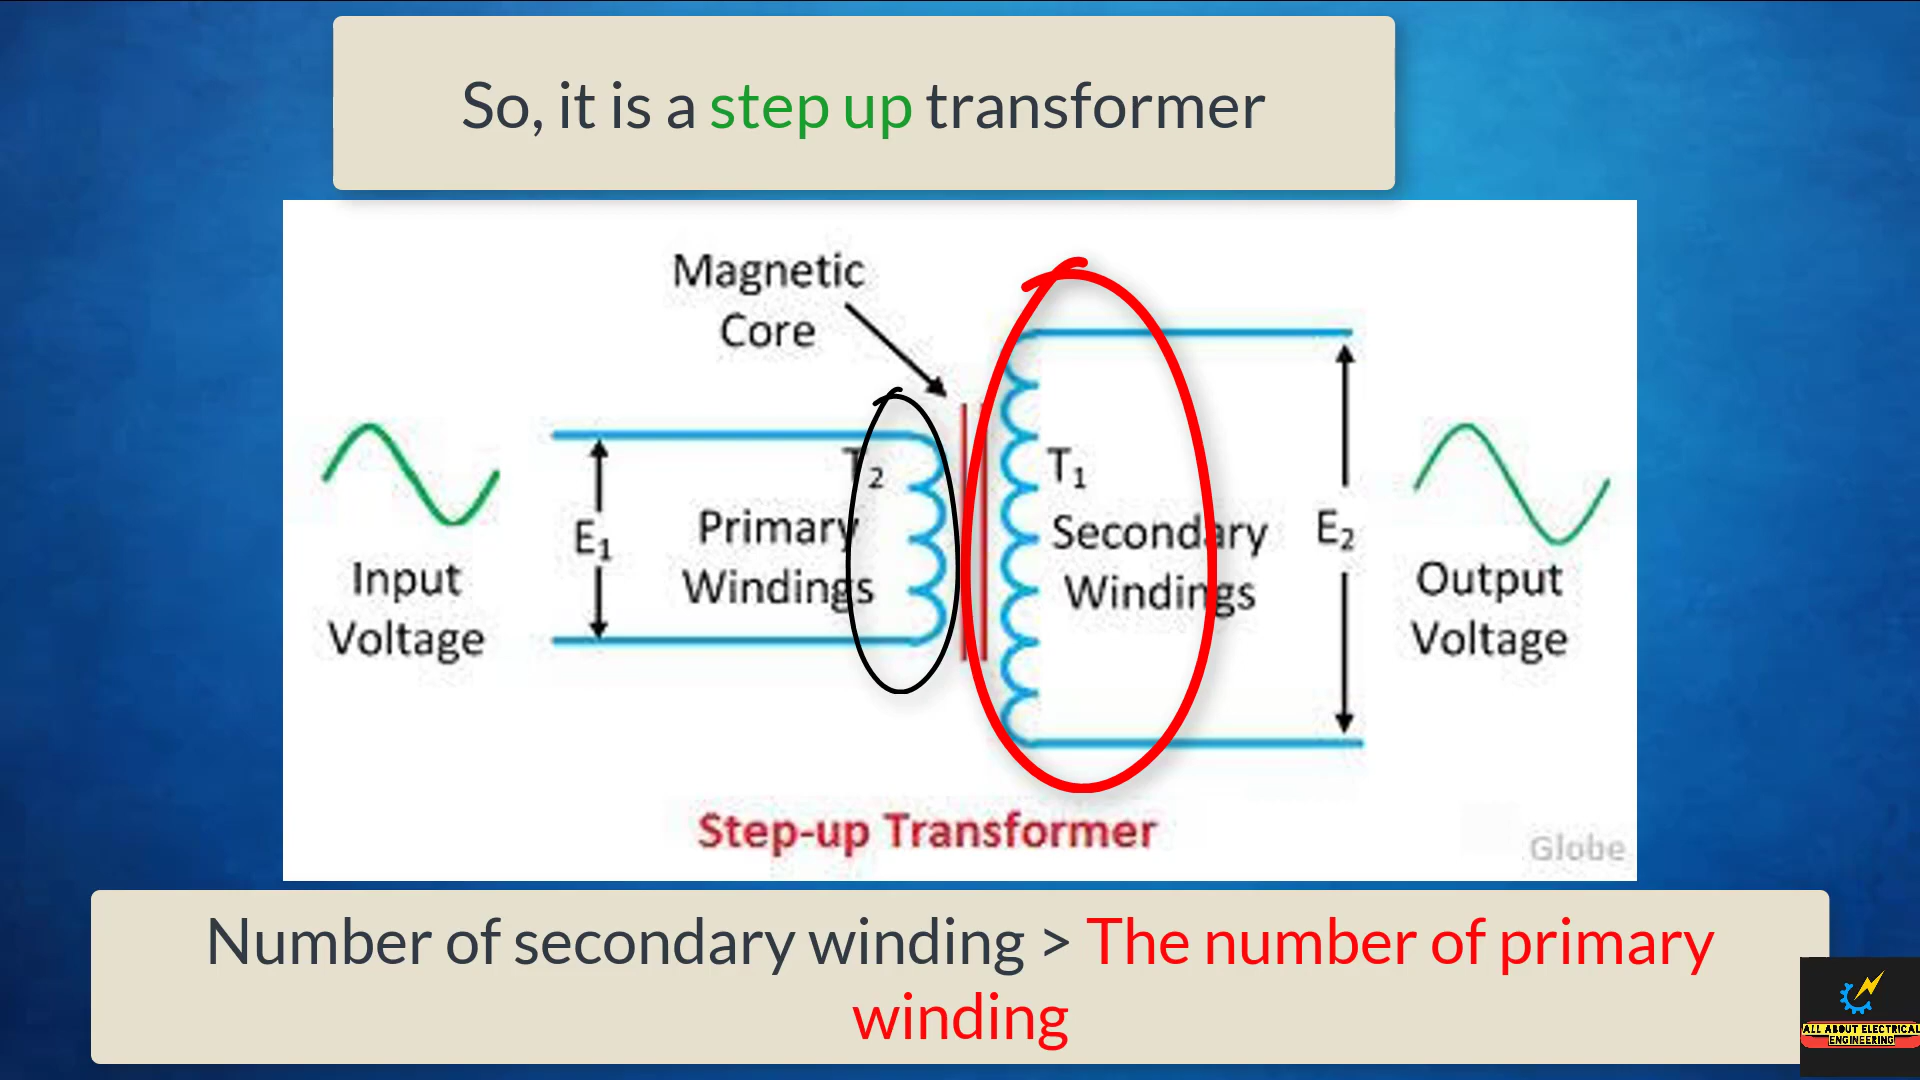 So, it is a step up transformer
Magnetic
Core
T2
T1
Primary
Windings
Secondary
Windings
E1
E2
Input
Voltage
Output
Voltage
Step-up Transformer
Globe
Number of secondary winding > The number of primary
winding
ALL ABOUT ELECTRICAL
ENGINEERING